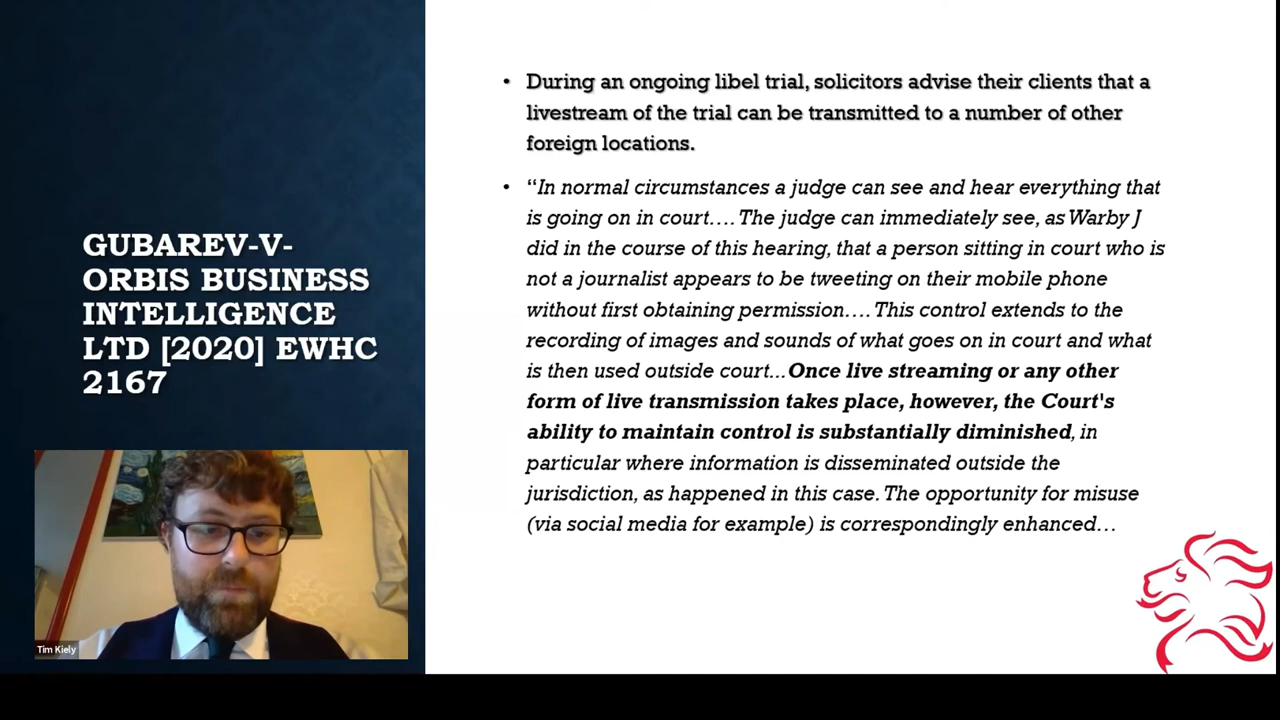 GUBAREV-V-
ORBIS BUSINESS
INTELLIGENCE
LTD [2020] EWHC
2167
• During an ongoing libel trial, solicitors advise their clients that a
livestream of the trial can be transmitted to a number of other
foreign locations.
• “In normal circumstances a judge can see and hear everything that
is going on in court…. The judge can immediately see, as Warby J
did in the course of this hearing, that a person sitting in court who is
not a journalist appears to be tweeting on their mobile phone
without first obtaining permission…. This control extends to the
recording of images and sounds of what goes on in court and what
is then used outside court...Once live streaming or any other
form of live transmission takes place, however, the Court's
ability to maintain control is substantially diminished, in
particular where information is disseminated outside the
jurisdiction, as happened in this case. The opportunity for misuse
(via social media for example) is correspondingly enhanced…
Tim Kiely